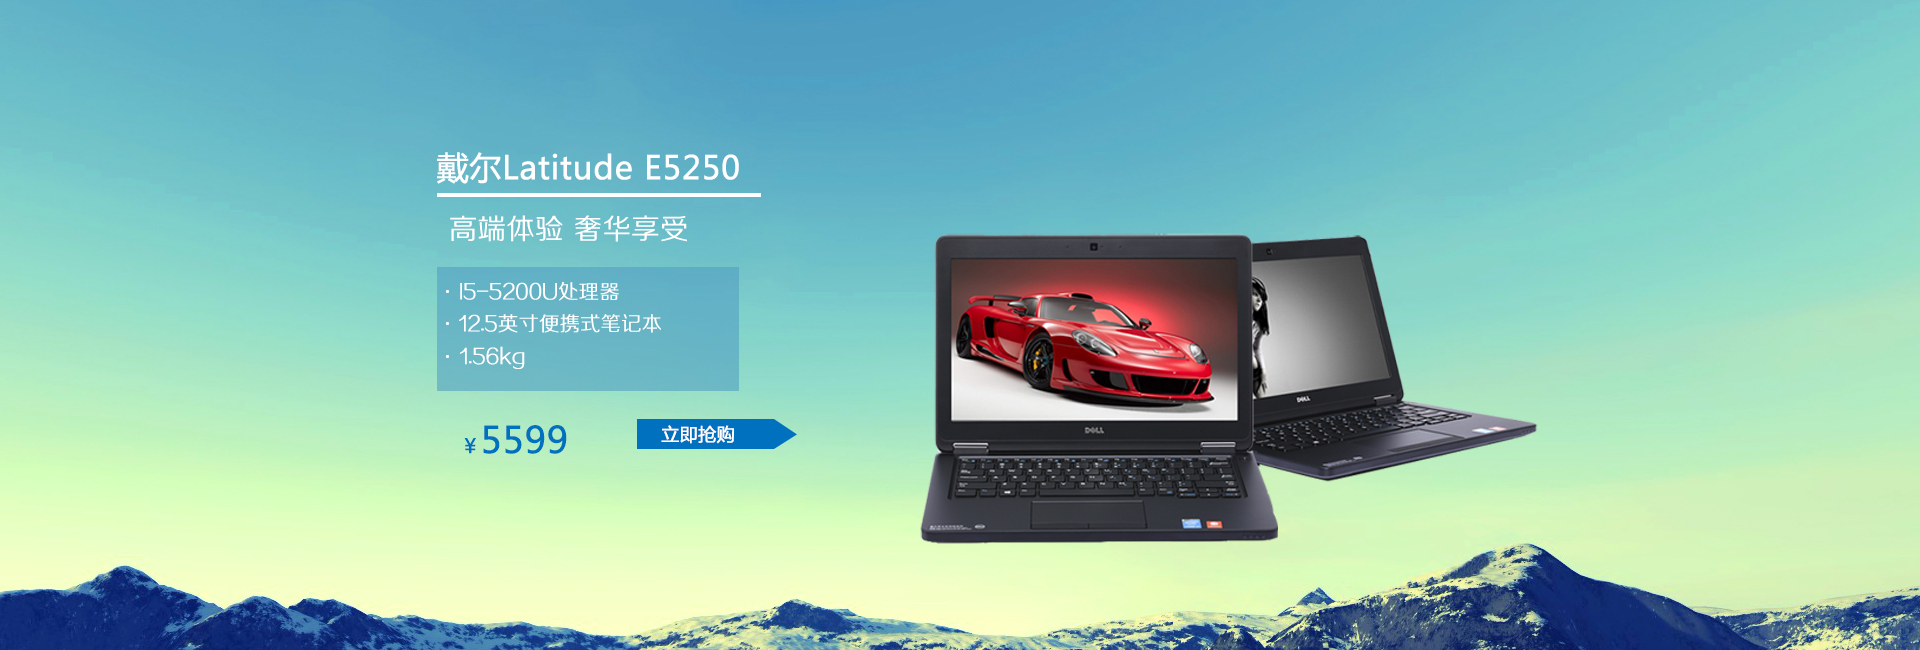 戴尔Latitude E5250
高端体验 奢华享受
· I5-5200U处理器
· 12.5英寸便携式笔记本
· 1.56kg
¥5599
立即抢购
DELL
DELL